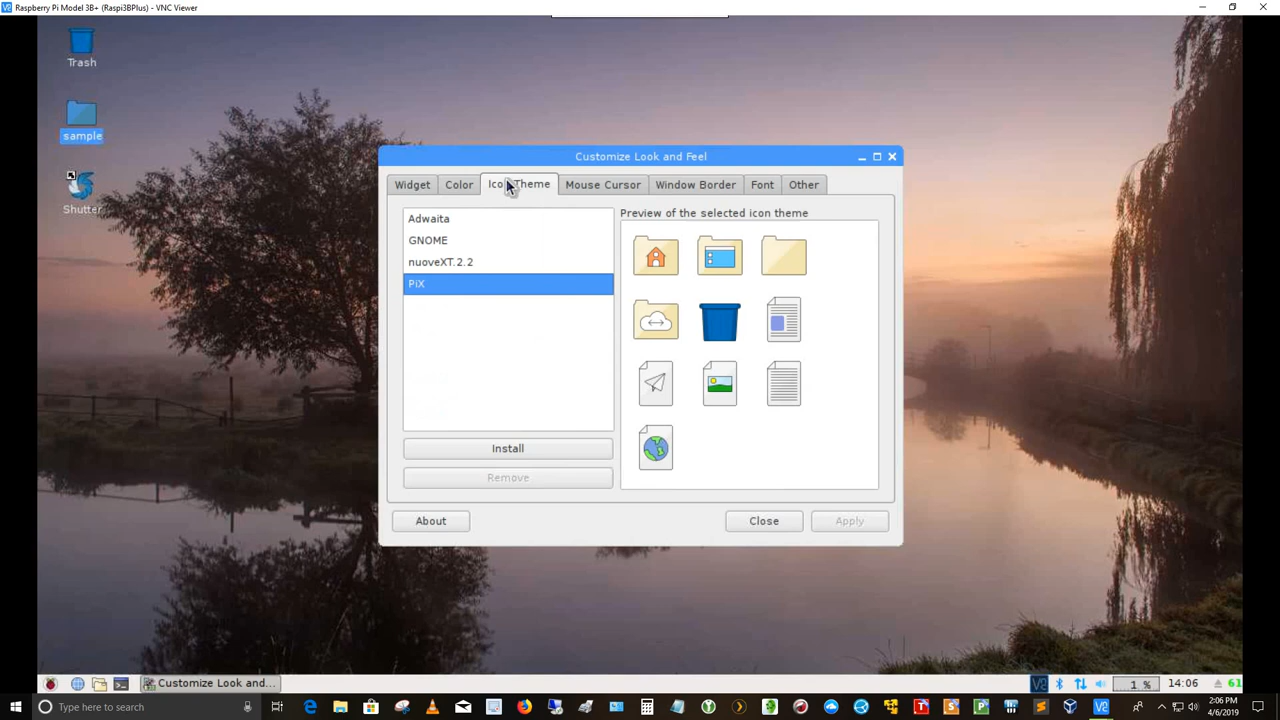 Raspberry Pi Model 3B+ (Raspi3BPlus) - VNC Viewer
Trash
sample
Shutter
Customize Look and Feel
Widget
Color
Icon Theme
Mouse Cursor
Window Border
Font
Other
Adwaita
GNOME
nuoveXT.2.2
PiX
Preview of the selected icon theme
Install
Remove
About
Close
Apply
Customize Look and...
1 %
14:06
61
Type here to search
2:06 PM
4/6/2019